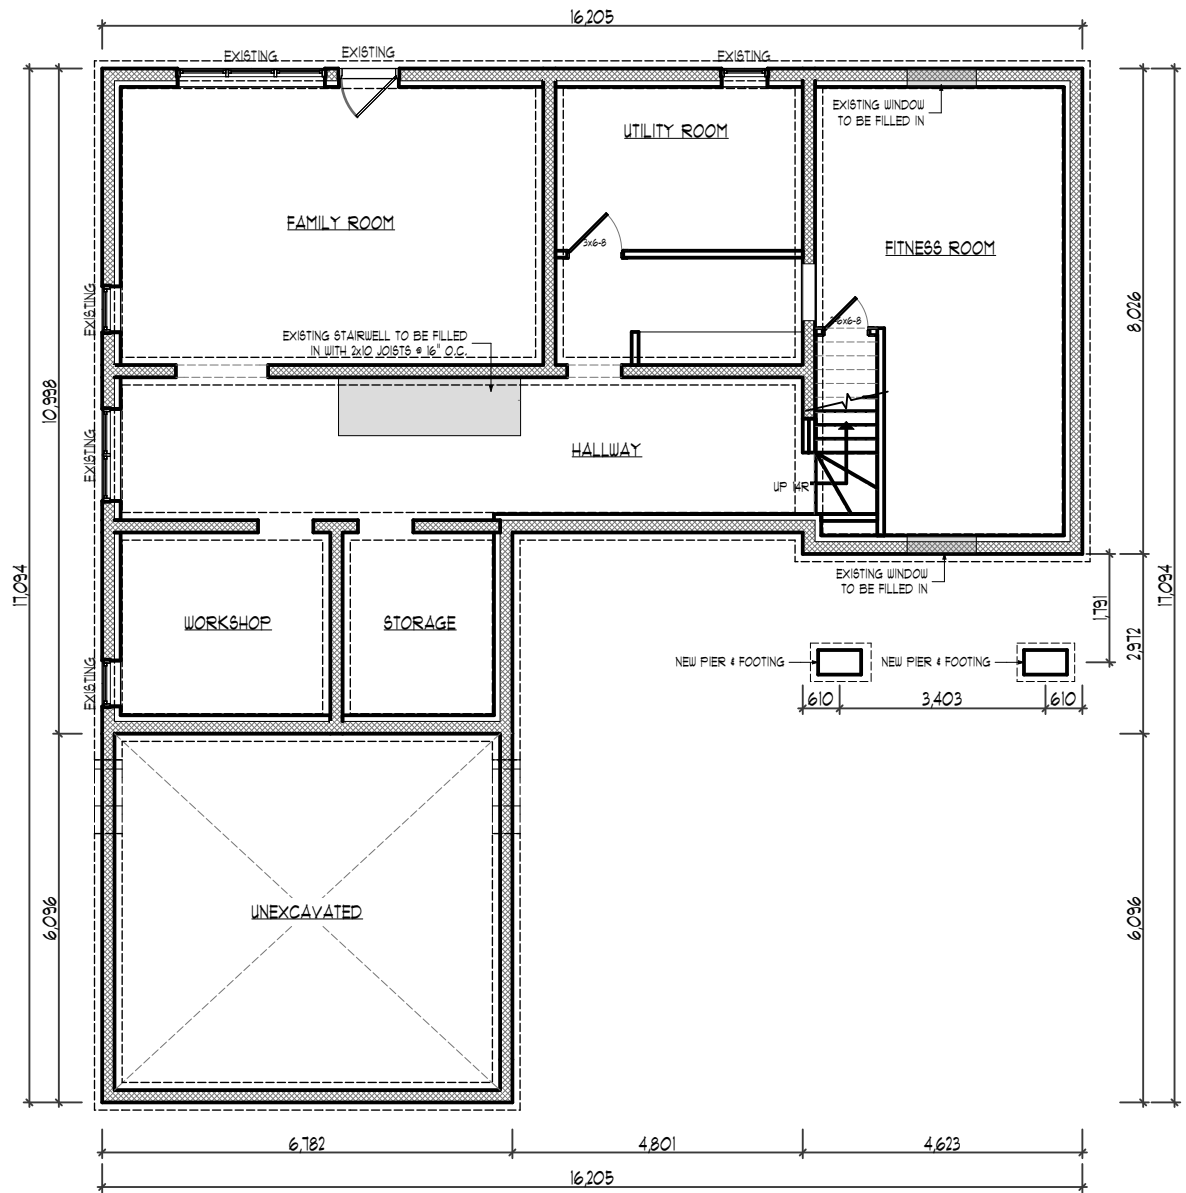 16,205
EXISTING
EXISTING
EXISTING
EXISTING WINDOW
TO BE FILLED IN
UTILITY ROOM
FAMILY ROOM
3x6-8
FITNESS ROOM
EXISTING
8,026
EXISTING STAIRWELL TO BE FILLED
IN WITH 2x10 JOISTS @ 16" O.C.
10,998
EXISTING
HALLWAY
UP 14R
EXISTING WINDOW
TO BE FILLED IN
17,094
17,094
1,791
2,972
WORKSHOP
STORAGE
EXISTING
NEW PIER & FOOTING
NEW PIER & FOOTING
610
3,403
610
UNEXCAVATED
6,096
6,096
6,782
4,801
4,623
16,205